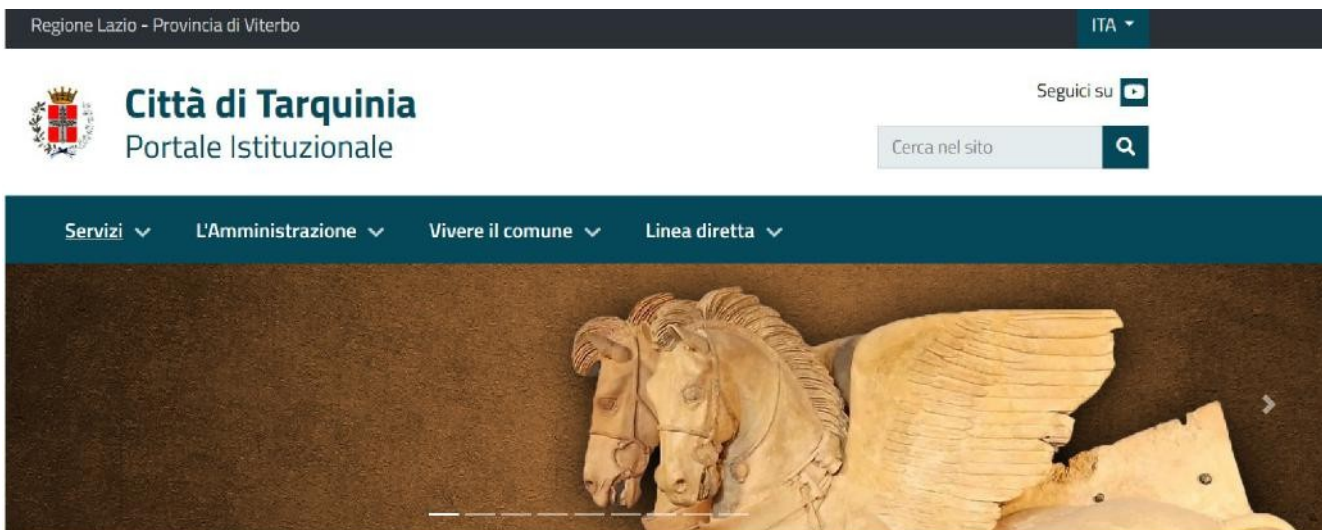 Regione Lazio - Provincia di Viterbo
ITA
Città di Tarquinia
Portale Istituzionale
Seguici su
Cerca nel sito
Servizi L'Amministrazione Vivere il comune Linea diretta